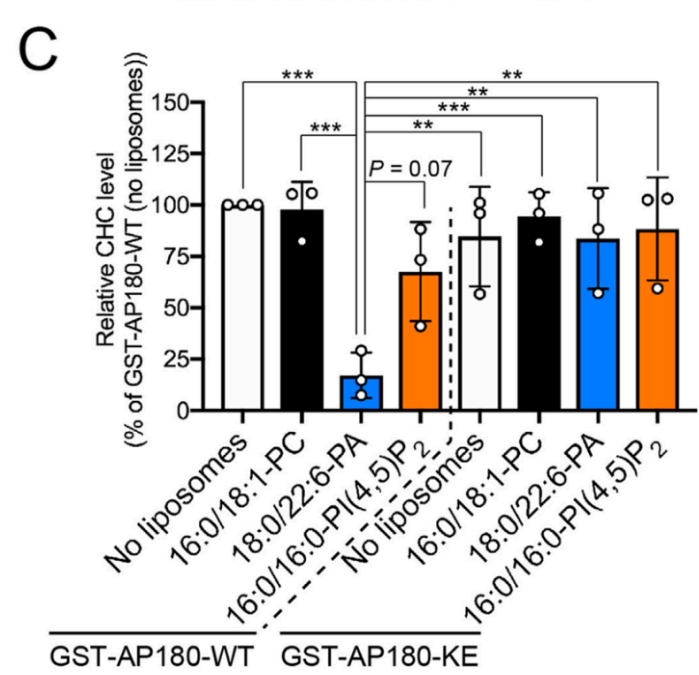 C
Relative CHC level
(% of GST-AP180-WT (no liposomes))
150
125
100
75
50
25
0
***
**
**
***
***
**
P = 0.07
No liposomes
16:0/18:1-PC
18:0/22:6-PA
16:0/16:0-PI(4,5)P2
No liposomes
16:0/18:1-PC
18:0/22:6-PA
16:0/16:0-PI(4,5)P2
GST-AP180-WT
GST-AP180-KE